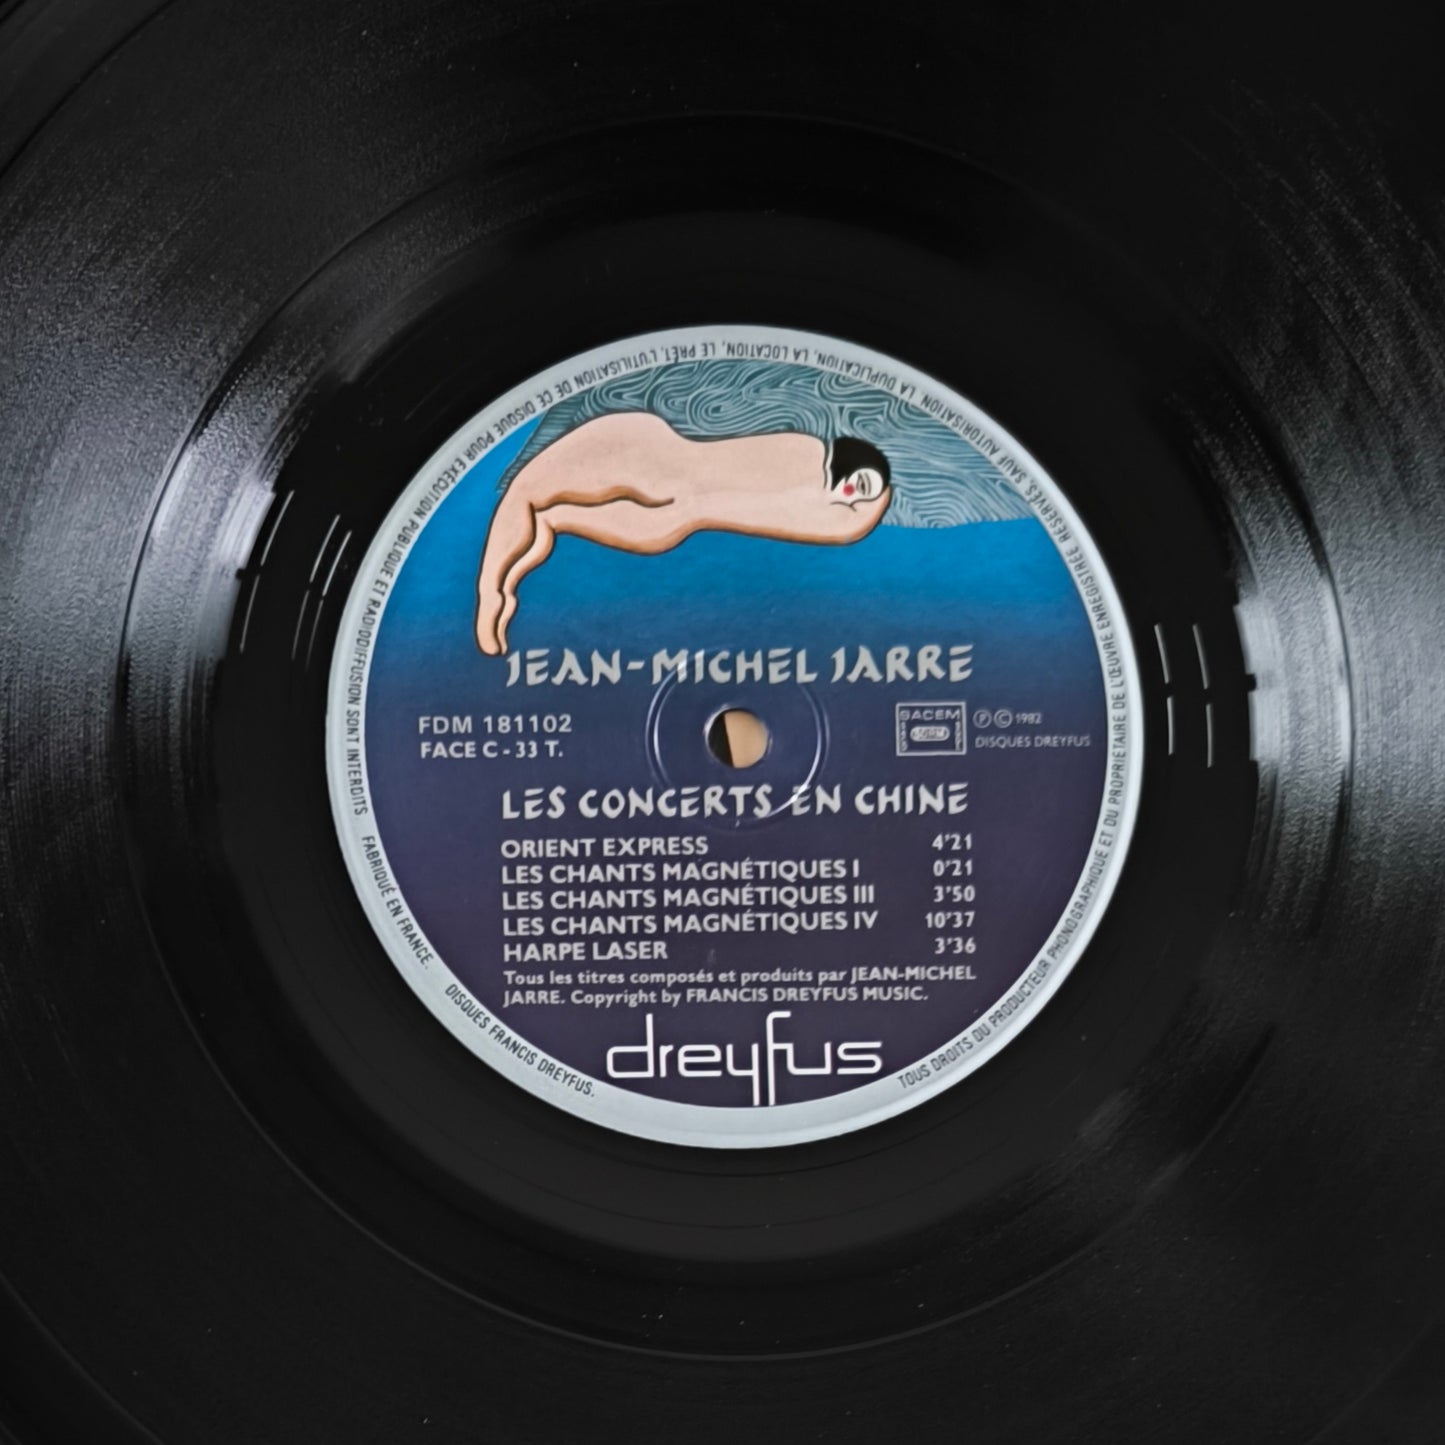 JEAN-MICHEL JARRE
FDM 181102
FACE C - 33 T.
SACEM
Ⓟ © 1982
DISQUES DREYFUS
LES CONCERTS EN CHINE
ORIENT EXPRESS 4'21
LES CHANTS MAGNÉTIQUES I 0'21
LES CHANTS MAGNÉTIQUES III 3'50
LES CHANTS MAGNÉTIQUES IV 10'37
HARPE LASER 3'36
Tous les titres composés et produits par JEAN-MICHEL
JARRE. Copyright by FRANCIS DREYFUS MUSIC.
dreyfus
TOUS DROITS DU PRODUCTEUR PHONOGRAPHIQUE ET DU PROPRIETAIRE DE L'ŒUVRE ENREGISTRÉE RÉSERVÉS. SAUF AUTORISATION, LA DUPLICATION, LA LOCATION, LE PRÊT, L'UTILISATION DE CE DISQUE POUR EXÉCUTION PUBLIQUE ET RADIODIFFUSION SONT INTERDITS. FABRIQUÉ EN FRANCE. DISQUES FRANCIS DREYFUS.